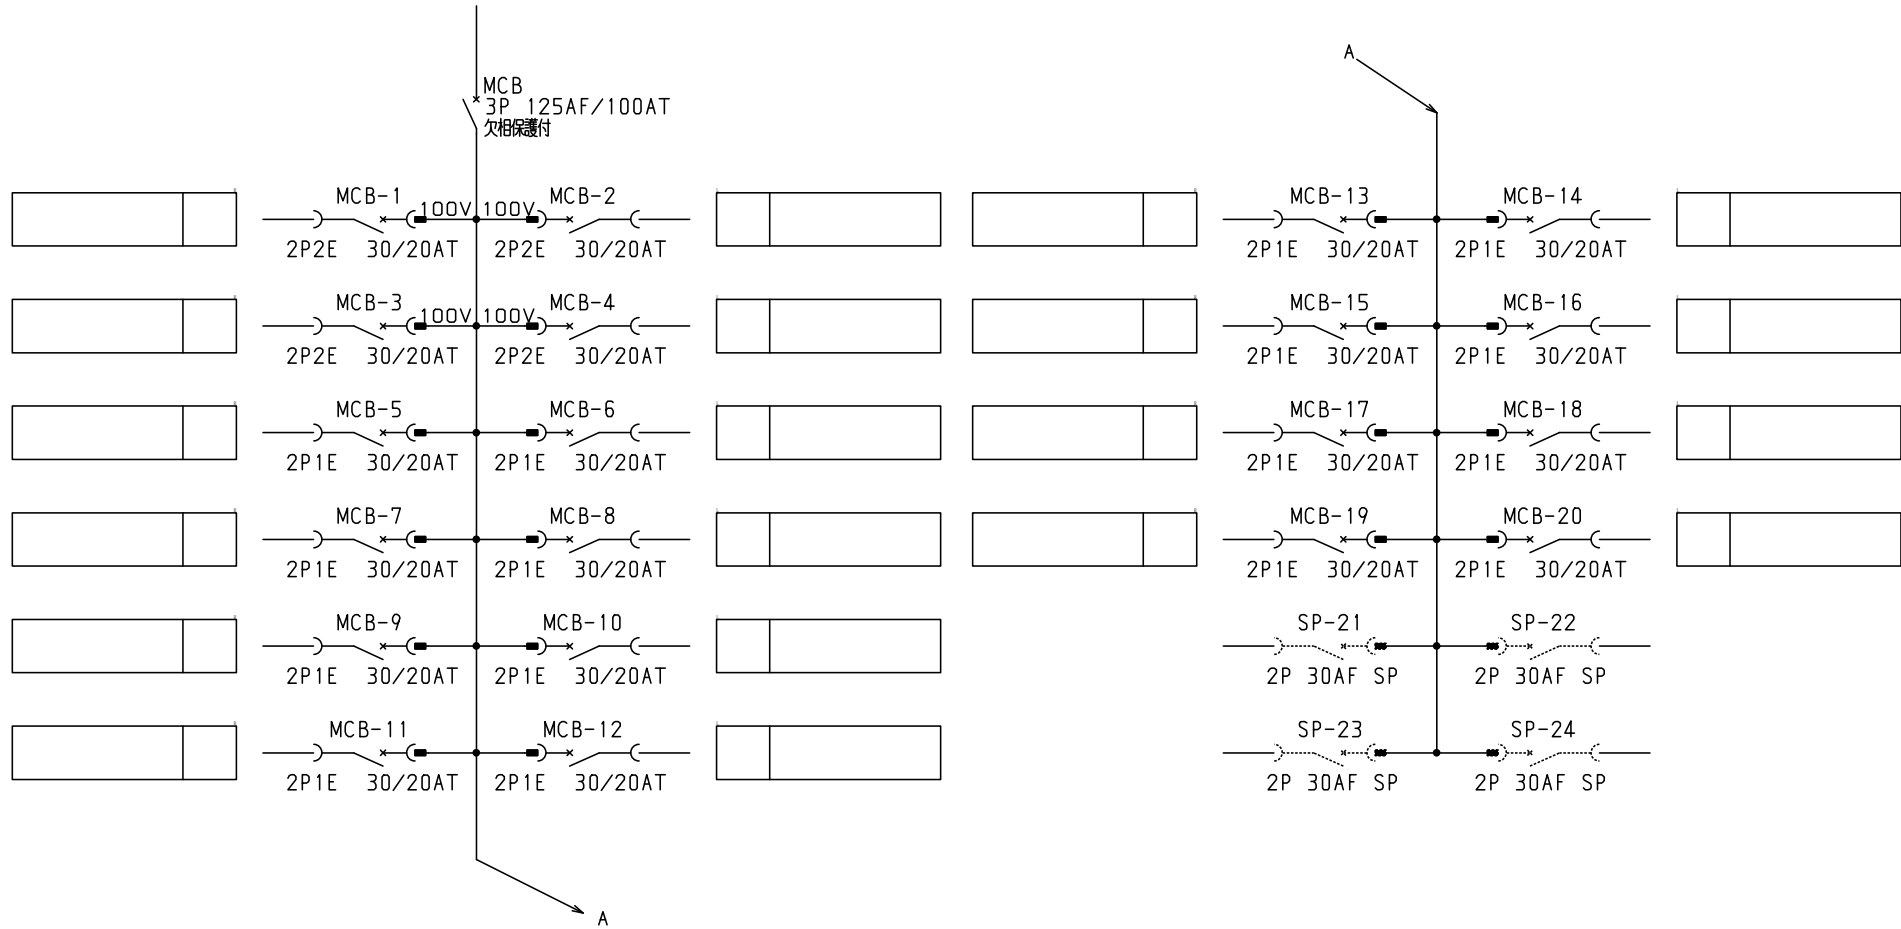 MCB
3P 125AF/100AT
欠相保護付
MCB-1 100V 100V MCB-2
2P2E 30/20AT 2P2E 30/20AT
MCB-3 100V 100V MCB-4
2P2E 30/20AT 2P2E 30/20AT
MCB-5 MCB-6
2P1E 30/20AT 2P1E 30/20AT
MCB-7 MCB-8
2P1E 30/20AT 2P1E 30/20AT
MCB-9 MCB-10
2P1E 30/20AT 2P1E 30/20AT
MCB-11 MCB-12
2P1E 30/20AT 2P1E 30/20AT
A
A
MCB-13 MCB-14
2P1E 30/20AT 2P1E 30/20AT
MCB-15 MCB-16
2P1E 30/20AT 2P1E 30/20AT
MCB-17 MCB-18
2P1E 30/20AT 2P1E 30/20AT
MCB-19 MCB-20
2P1E 30/20AT 2P1E 30/20AT
SP-21 SP-22
2P 30AF SP 2P 30AF SP
SP-23 SP-24
2P 30AF SP 2P 30AF SP